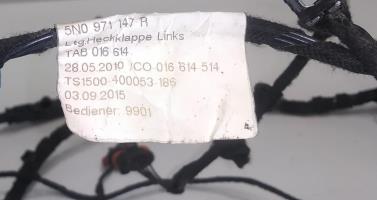 5N0 971 147 R
Ltg.Heckklappe Links
TAB 016 614
28.05.2010 /CO 016 614 514
TS1500-400053-186
03.09.2015
Bediener: 9901